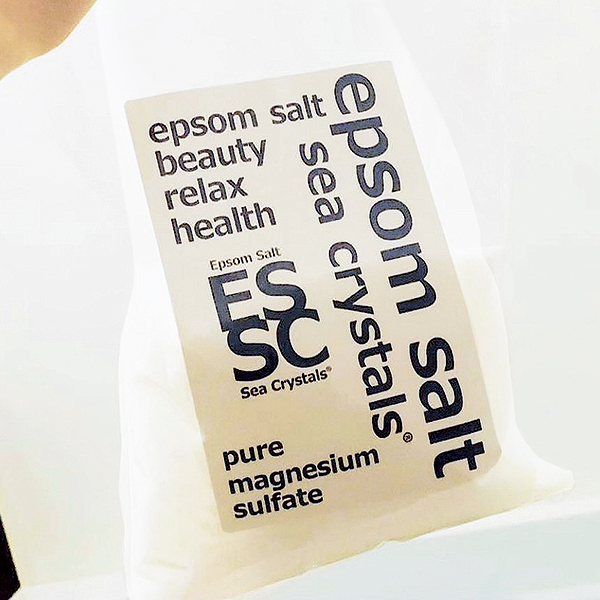 epsom salt
beauty
relax
health
Epsom Salt
ES
SC
Sea Crystals®
pure
magnesium
sulfate
sea crystals®
epsom salt